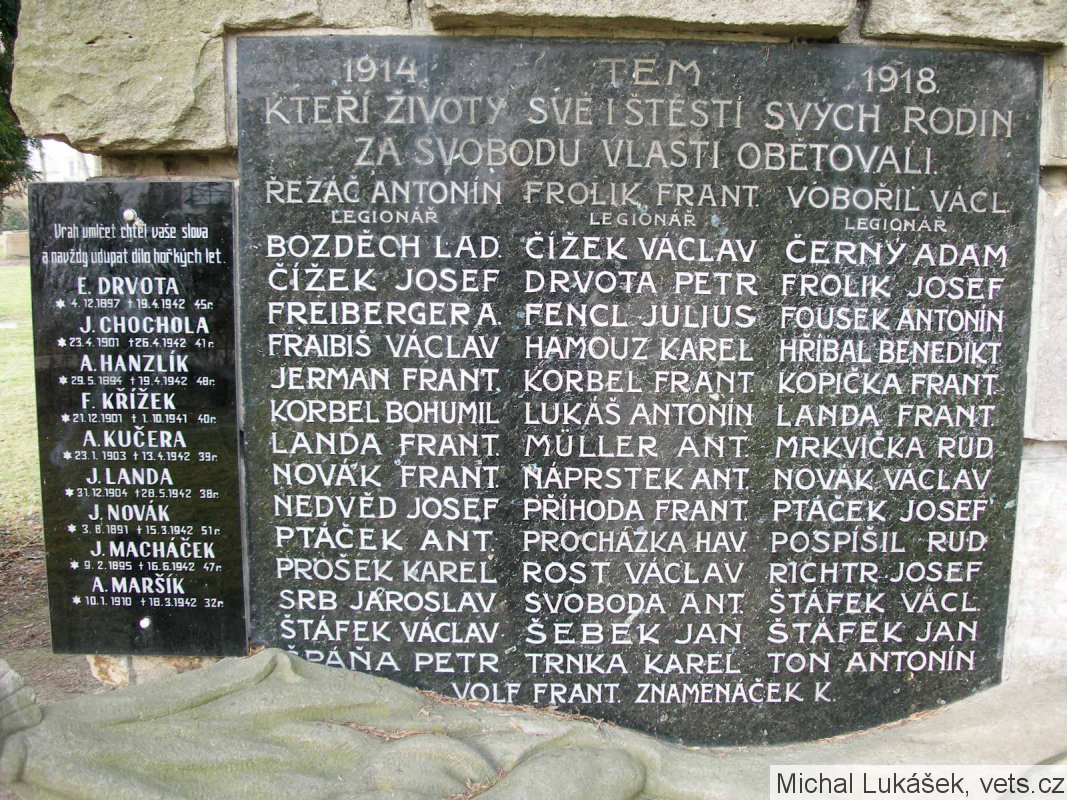 Vrah umlčet chtěl vaše slova
a navždy udupat dílo hořkých let.
E. DRVOTA
* 4.12.1897 † 19.4.1942 45r.
J. CHOCHOLA
* 23.4.1901 † 26.4.1942 41r.
A. HANZLÍK
* 29.5.1894 † 19.4.1942 48r.
F. KŘÍŽEK
* 21.12.1901 † 1.10.1941 40r.
A. KUČERA
* 23.1.1903 † 13.4.1942 39r.
J. LANDA
* 31.12.1904 † 28.5.1942 38r.
J. NOVÁK
* 3.8.1891 † 15.3.1942 51r.
J. MACHÁČEK
* 9.2.1895 † 16.6.1942 47r.
A. MARŠÍK
* 10.1.1910 † 18.3.1942 32r.
1914. TĚM 1918.
KTEŘÍ ŽIVOTY SVÉ I ŠTĚSTÍ SVÝCH RODIN
ZA SVOBODU VLASTI OBĚTOVALI.
ŘEZÁČ ANTONÍN FROLIK FRANT. VOBOŘIL VÁCL.
LEGIONÁŘ LEGIONÁŘ LEGIONÁŘ
BOZDĚCH LAD. ČÍŽEK VÁCLAV ČERNÝ ADAM
ČÍŽEK JOSEF DRVOTA PETR FROLIK JOSEF
FREIBERGER A. FENCL JULIUS FOUSEK ANTONÍN
FRAIBIŠ VÁCLAV HAMOUZ KAREL HŘÍBAL BENEDIKT
JERMAN FRANT. KORBEL FRANT. KOPIČKA FRANT.
KORBEL BOHUMIL LUKÁŠ ANTONÍN LANDA FRANT.
LANDA FRANT. MÜLLER ANT. MRKVIČKA RUD.
NOVÁK FRANT. NÁPRSTEK ANT. NOVÁK VÁCLAV
NEDVĚD JOSEF PŘÍHODA FRANT. PTÁČEK JOSEF
PTÁČEK ANT. PROCHÁZKA HAV. POSPÍŠIL RUD.
PROŠEK KAREL ROST VÁCLAV RICHTR JOSEF
SRB JAROSLAV SVOBODA ANT. ŠTÁFEK VÁCL.
ŠTÁFEK VÁCLAV ŠEBEK JAN ŠTÁFEK JAN
ŠPAŇA PETR TRNKA KAREL TON ANTONÍN
VOLF FRANT. ZNAMENÁČEK K.
Michal Lukášek, vets.cz